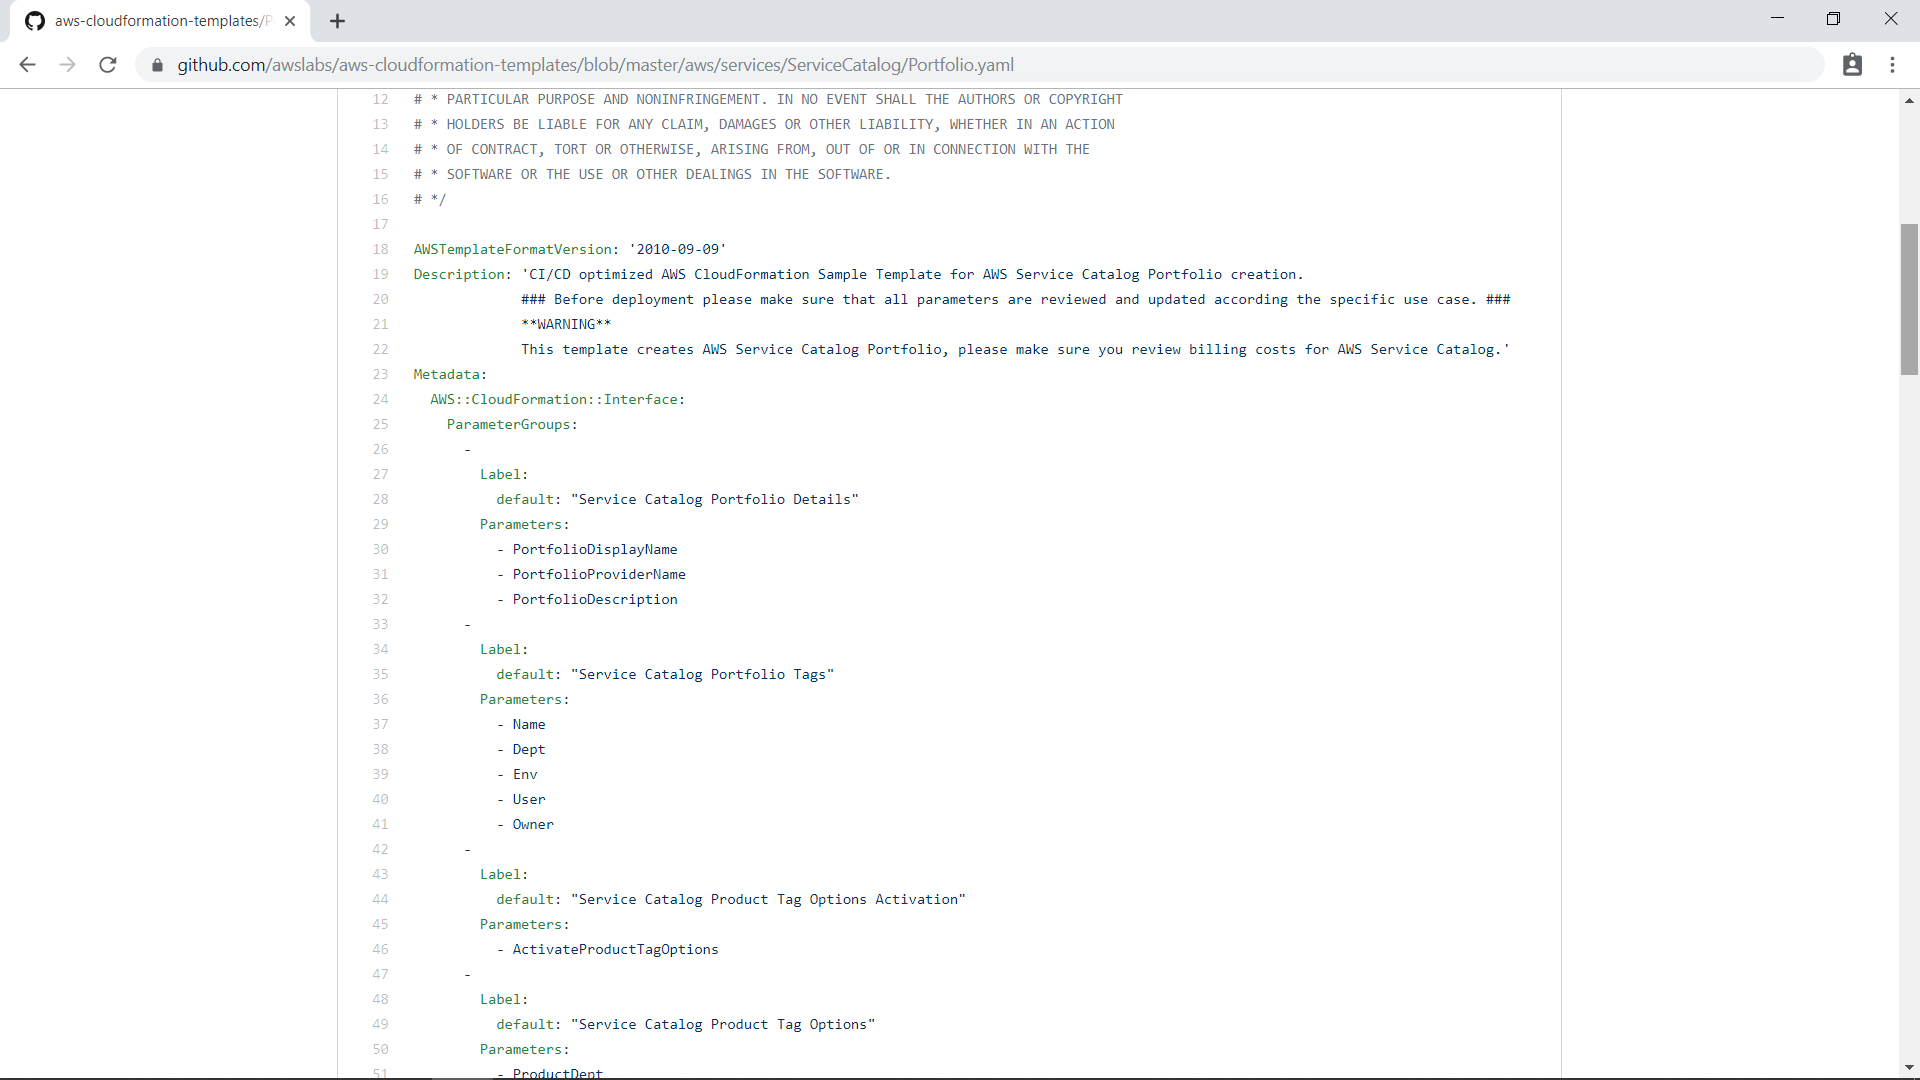 aws-cloudformation-templates/P
github.com/awslabs/aws-cloudformation-templates/blob/master/aws/services/ServiceCatalog/Portfolio.yaml
12 # * PARTICULAR PURPOSE AND NONINFRINGEMENT. IN NO EVENT SHALL THE AUTHORS OR COPYRIGHT
13 # * HOLDERS BE LIABLE FOR ANY CLAIM, DAMAGES OR OTHER LIABILITY, WHETHER IN AN ACTION
14 # * OF CONTRACT, TORT OR OTHERWISE, ARISING FROM, OUT OF OR IN CONNECTION WITH THE
15 # * SOFTWARE OR THE USE OR OTHER DEALINGS IN THE SOFTWARE.
16 # */
17
18 AWSTemplateFormatVersion: '2010-09-09'
19 Description: 'CI/CD optimized AWS CloudFormation Sample Template for AWS Service Catalog Portfolio creation.
20 ### Before deployment please make sure that all parameters are reviewed and updated according the specific use case. ###
21 **WARNING**
22 This template creates AWS Service Catalog Portfolio, please make sure you review billing costs for AWS Service Catalog.'
23 Metadata:
24 AWS::CloudFormation::Interface:
25 ParameterGroups:
26 -
27 Label:
28 default: "Service Catalog Portfolio Details"
29 Parameters:
30 - PortfolioDisplayName
31 - PortfolioProviderName
32 - PortfolioDescription
33 -
34 Label:
35 default: "Service Catalog Portfolio Tags"
36 Parameters:
37 - Name
38 - Dept
39 - Env
40 - User
41 - Owner
42 -
43 Label:
44 default: "Service Catalog Product Tag Options Activation"
45 Parameters:
46 - ActivateProductTagOptions
47 -
48 Label:
49 default: "Service Catalog Product Tag Options"
50 Parameters:
51 - ProductDept